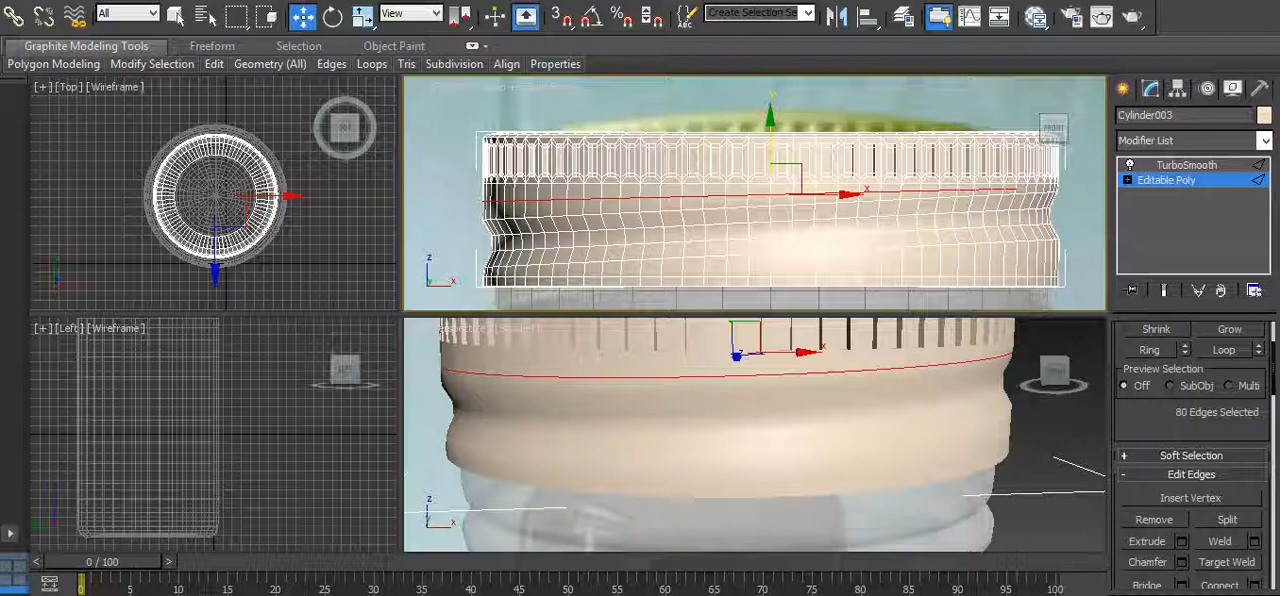 All
View
3
Create Selection Se
Graphite Modeling Tools
Freeform
Selection
Object Paint
Polygon Modeling
Modify Selection
Edit
Geometry (All)
Edges
Loops
Tris
Subdivision
Align
Properties
[+] [Top] [Wireframe]
FRONT
z
x
y
x
Cylinder003
Modifier List
TurboSmooth
Editable Poly
[+] [Left] [Wireframe]
LEFT
z
x
x
Shrink
Grow
Ring
Loop
Preview Selection
Off
SubObj
Multi
80 Edges Selected
+ Soft Selection
- Edit Edges
Insert Vertex
Remove
Split
Extrude
Weld
Chamfer
Target Weld
Bridge
Connect
< 0 / 100 >
0 5 10 15 20 25 30 35 40 45 50 55 60 65 70 75 80 85 90 95 100